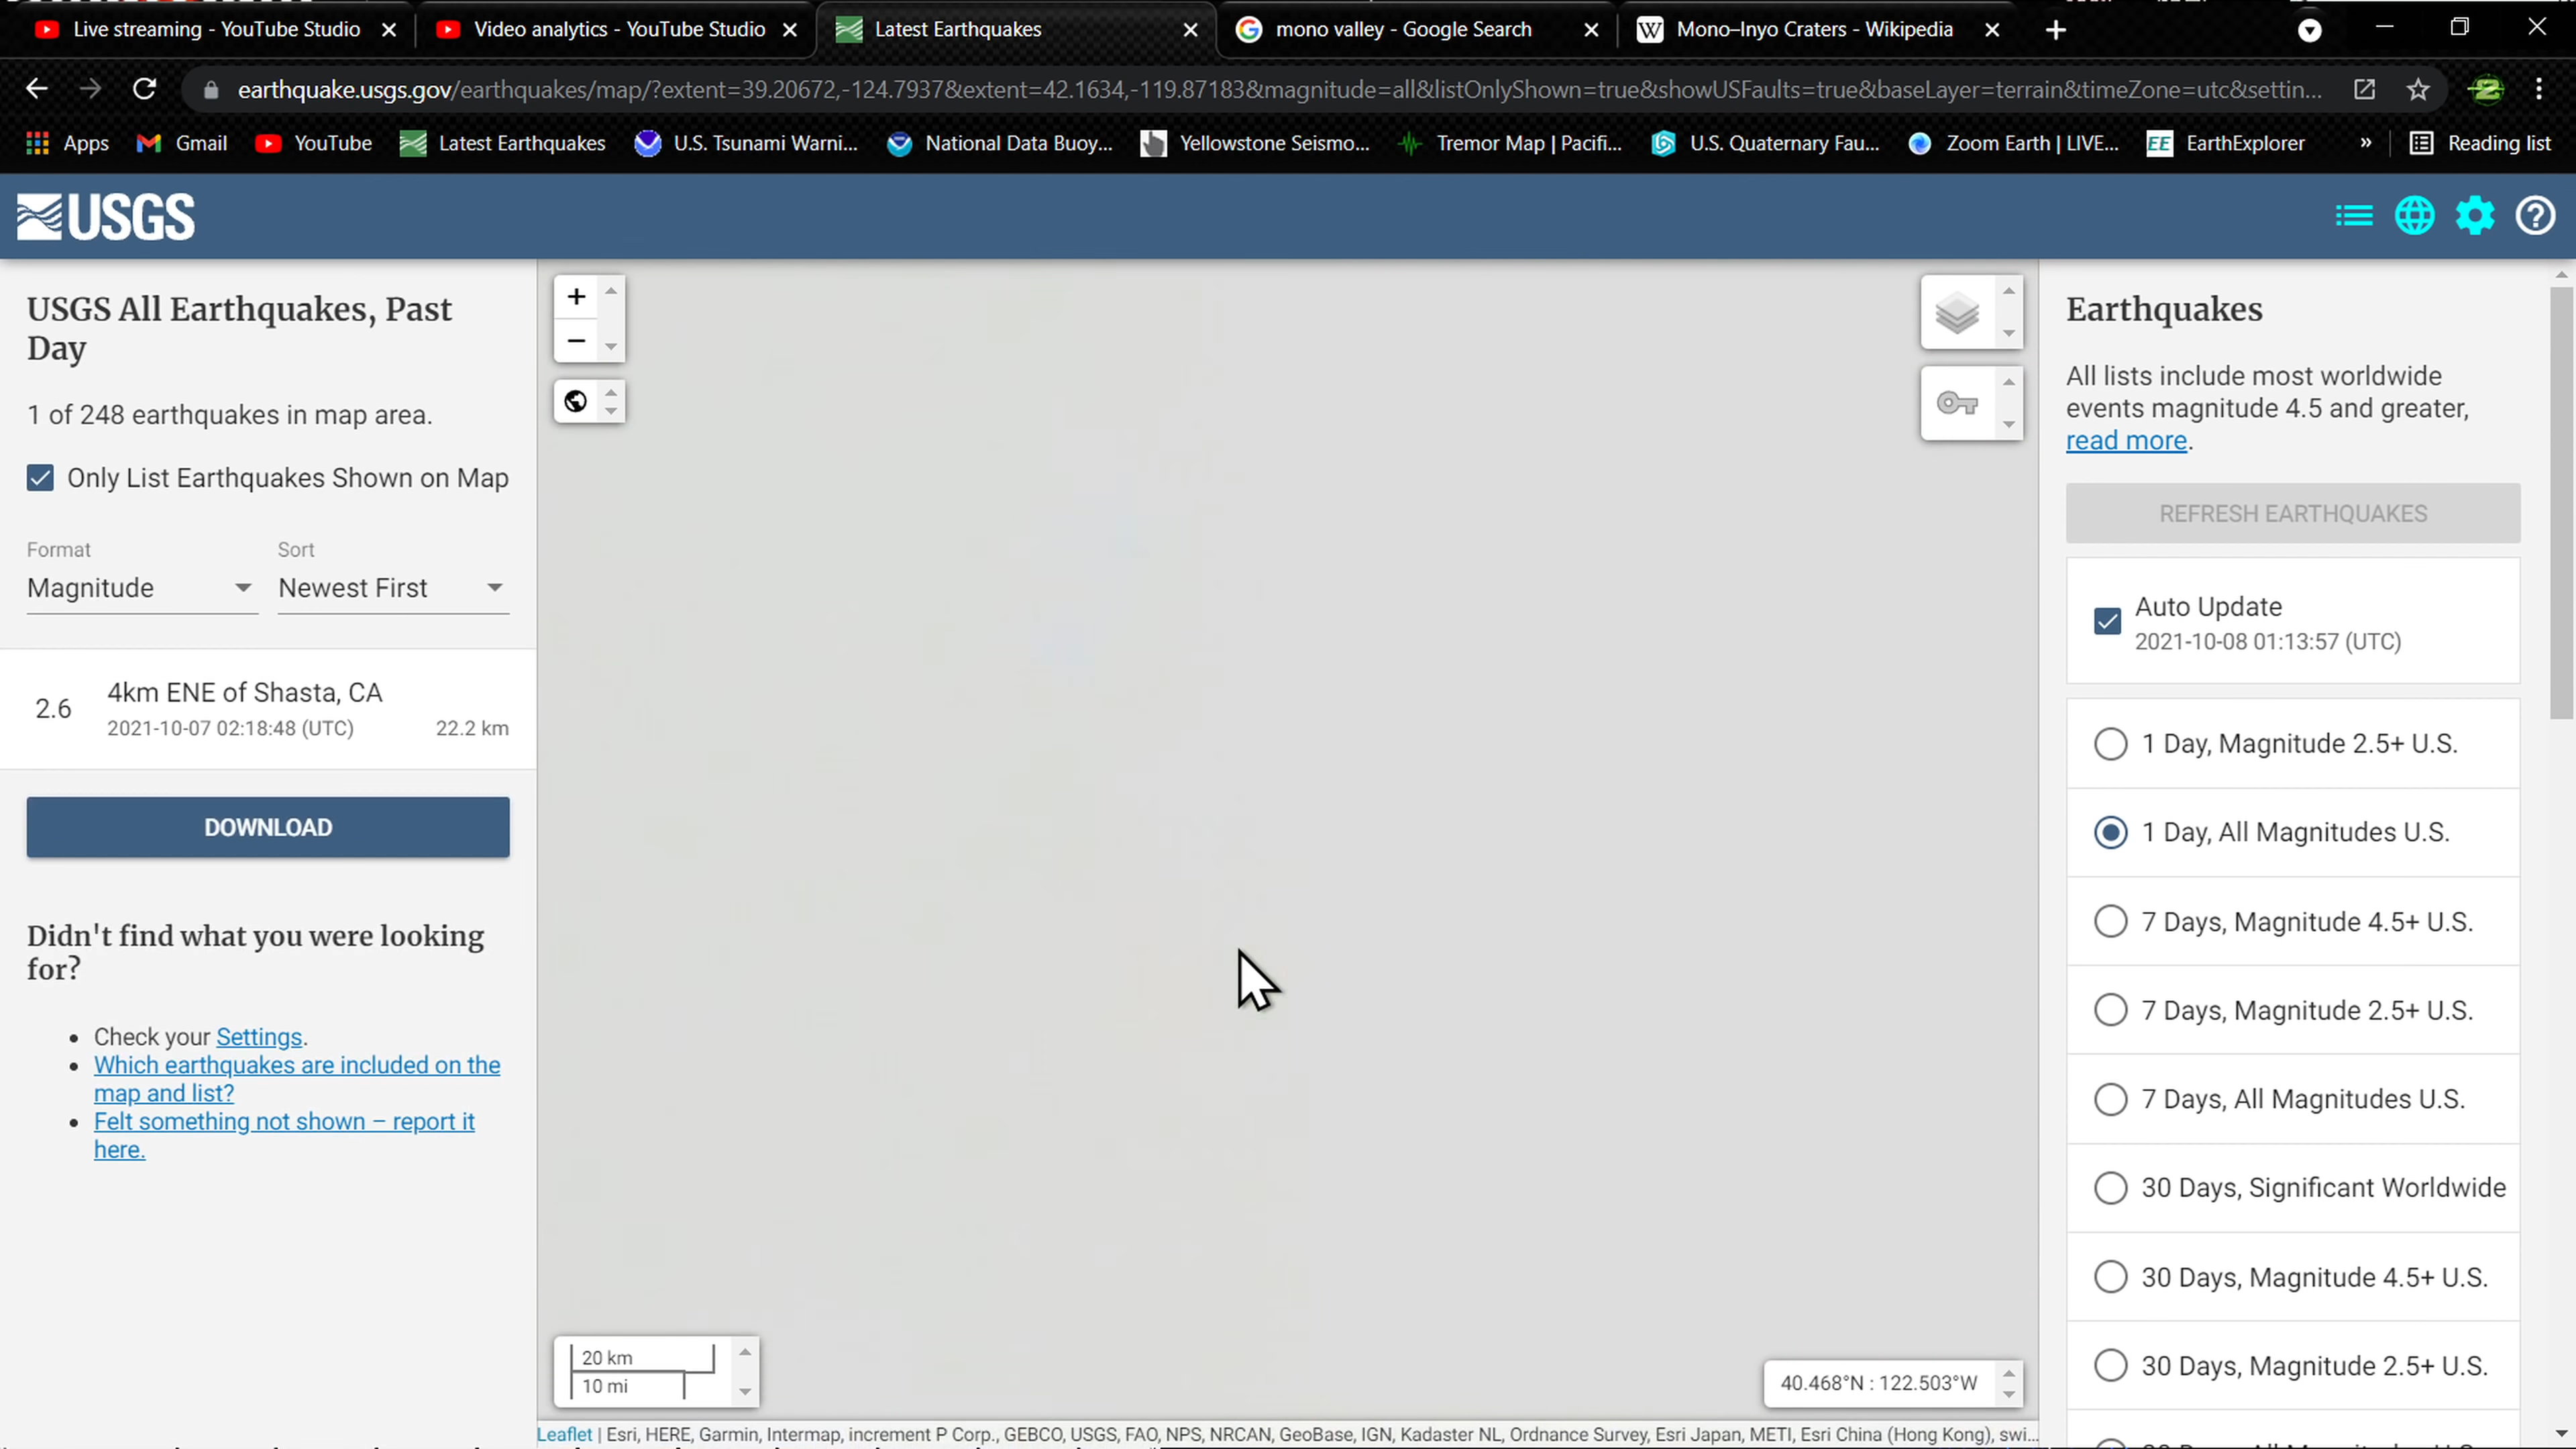 Live streaming - YouTube Studio
Video analytics - YouTube Studio
Latest Earthquakes
mono valley - Google Search
Mono–Inyo Craters - Wikipedia
earthquake.usgs.gov/earthquakes/map/?extent=39.20672,-124.7937&extent=42.1634,-119.87183&magnitude=all&listOnlyShown=true&showUSFaults=true&baseLayer=terrain&timeZone=utc&settin...
Apps
Gmail
YouTube
Latest Earthquakes
U.S. Tsunami Warni...
National Data Buoy...
Yellowstone Seismo...
Tremor Map | Pacifi...
U.S. Quaternary Fau...
Zoom Earth | LIVE...
EE EarthExplorer
»
Reading list
USGS
USGS All Earthquakes, Past
Day
1 of 248 earthquakes in map area.
Only List Earthquakes Shown on Map
Format
Magnitude
Sort
Newest First
2.6
4km ENE of Shasta, CA
2021-10-07 02:18:48 (UTC)
22.2 km
DOWNLOAD
Didn't find what you were looking
for?
• Check your Settings.
• Which earthquakes are included on the
map and list?
• Felt something not shown – report it
here.
+
−
20 km
10 mi
40.468°N : 122.503°W
Leaflet | Esri, HERE, Garmin, Intermap, increment P Corp., GEBCO, USGS, FAO, NPS, NRCAN, GeoBase, IGN, Kadaster NL, Ordnance Survey, Esri Japan, METI, Esri China (Hong Kong), swi...
Earthquakes
All lists include most worldwide
events magnitude 4.5 and greater,
read more.
REFRESH EARTHQUAKES
Auto Update
2021-10-08 01:13:57 (UTC)
1 Day, Magnitude 2.5+ U.S.
1 Day, All Magnitudes U.S.
7 Days, Magnitude 4.5+ U.S.
7 Days, Magnitude 2.5+ U.S.
7 Days, All Magnitudes U.S.
30 Days, Significant Worldwide
30 Days, Magnitude 4.5+ U.S.
30 Days, Magnitude 2.5+ U.S.